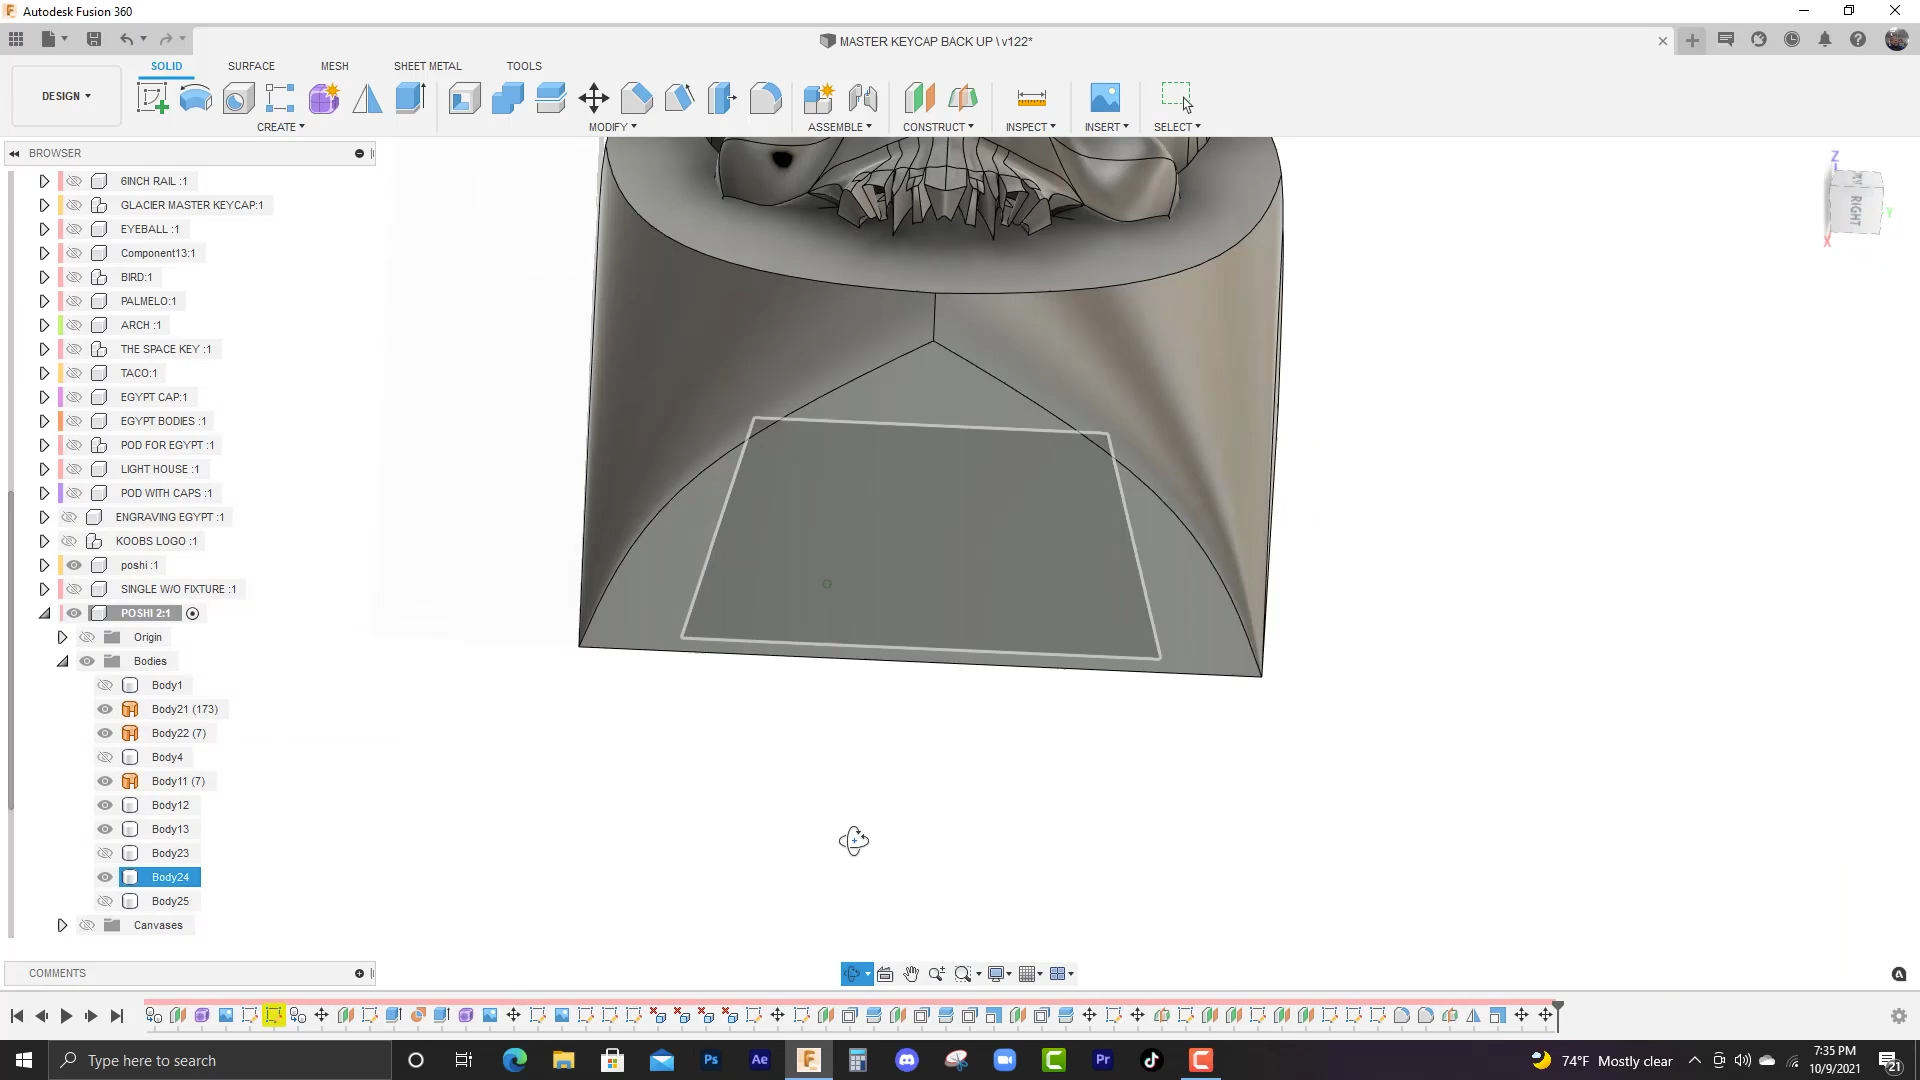 Autodesk Fusion 360
MASTER KEYCAP BACK UP \ v122*
SOLID
SURFACE
MESH
SHEET METAL
TOOLS
DESIGN
CREATE
MODIFY
ASSEMBLE
CONSTRUCT
INSPECT
INSERT
SELECT
BROWSER
6INCH RAIL :1
GLACIER MASTER KEYCAP:1
EYEBALL :1
Component13:1
BIRD:1
PALMELO:1
ARCH :1
THE SPACE KEY :1
TACO:1
EGYPT CAP:1
EGYPT BODIES :1
POD FOR EGYPT :1
LIGHT HOUSE :1
POD WITH CAPS :1
ENGRAVING EGYPT :1
KOOBS LOGO :1
poshi :1
SINGLE W/O FIXTURE :1
POSHI 2:1
Origin
Bodies
Body1
Body21 (173)
Body22 (7)
Body4
Body11 (7)
Body12
Body13
Body23
Body24
Body25
Canvases
Z
RIGHT
Y
X
COMMENTS
Type here to search
Ps
Ae
F
C
Pr
C
74°F Mostly clear
7:35 PM
10/9/2021
21